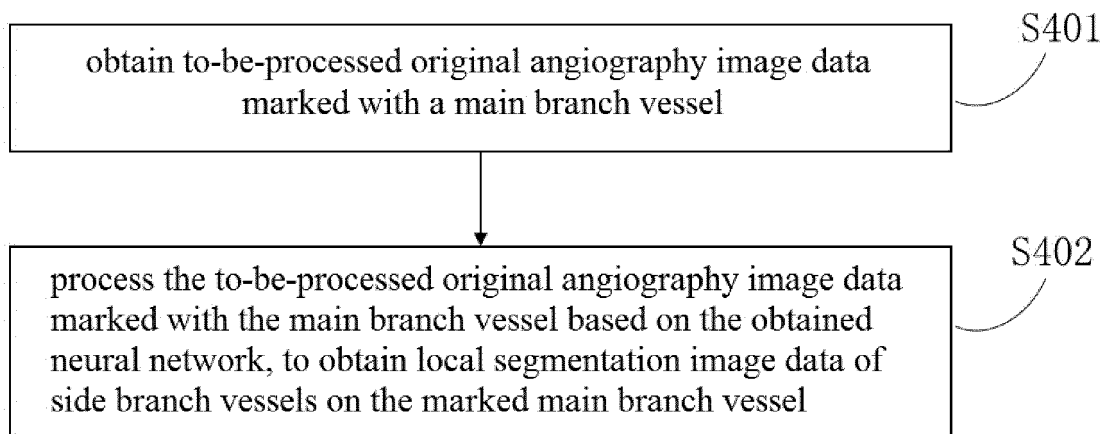 S401
obtain to-be-processed original angiography image data
marked with a main branch vessel
S402
process the to-be-processed original angiography image data
marked with the main branch vessel based on the obtained
neural network, to obtain local segmentation image data of
side branch vessels on the marked main branch vessel